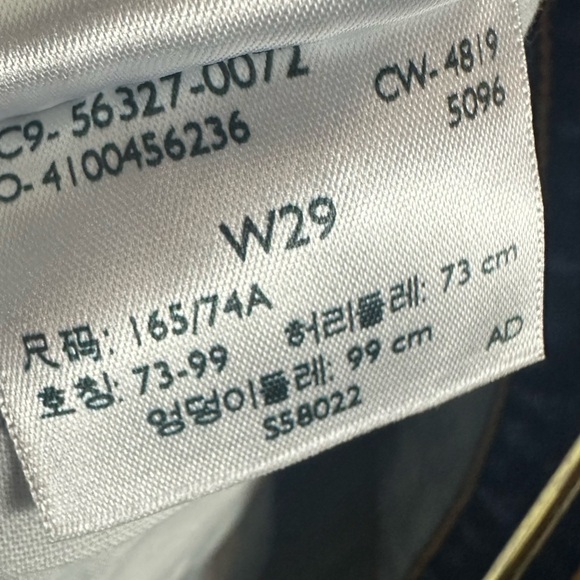 C9- 56327-0072
CW- 4819
O- 4100456236
5096
W29
尺码: 165/74A
허리둘레: 73 cm
호칭: 73-99
엉덩이둘레: 99 cm
AD
S58022